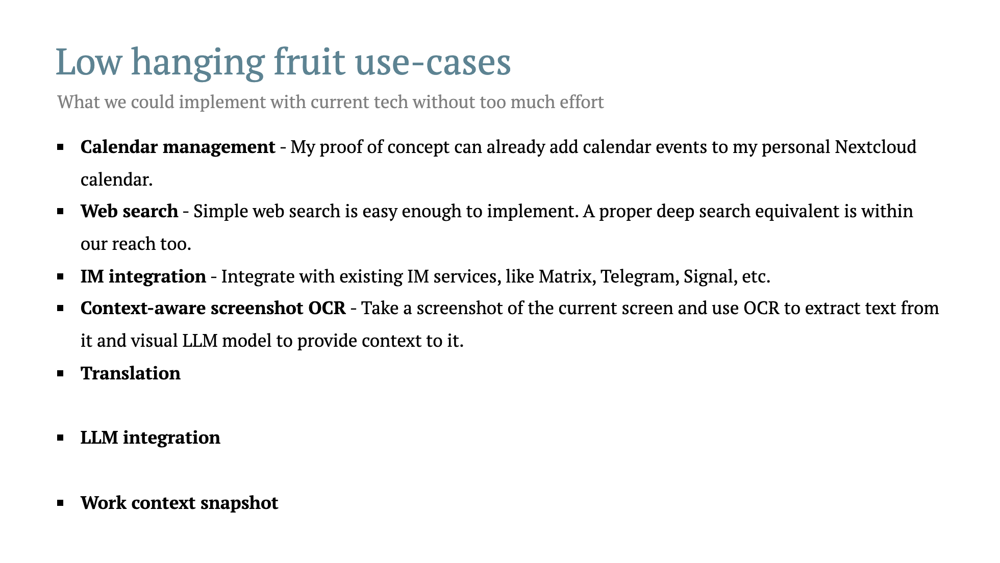 Low hanging fruit use-cases
What we could implement with current tech without too much effort
▪ Calendar management - My proof of concept can already add calendar events to my personal Nextcloud
calendar.
▪ Web search - Simple web search is easy enough to implement. A proper deep search equivalent is within
our reach too.
▪ IM integration - Integrate with existing IM services, like Matrix, Telegram, Signal, etc.
▪ Context-aware screenshot OCR - Take a screenshot of the current screen and use OCR to extract text from
it and visual LLM model to provide context to it.
▪ Translation
▪ LLM integration
▪ Work context snapshot